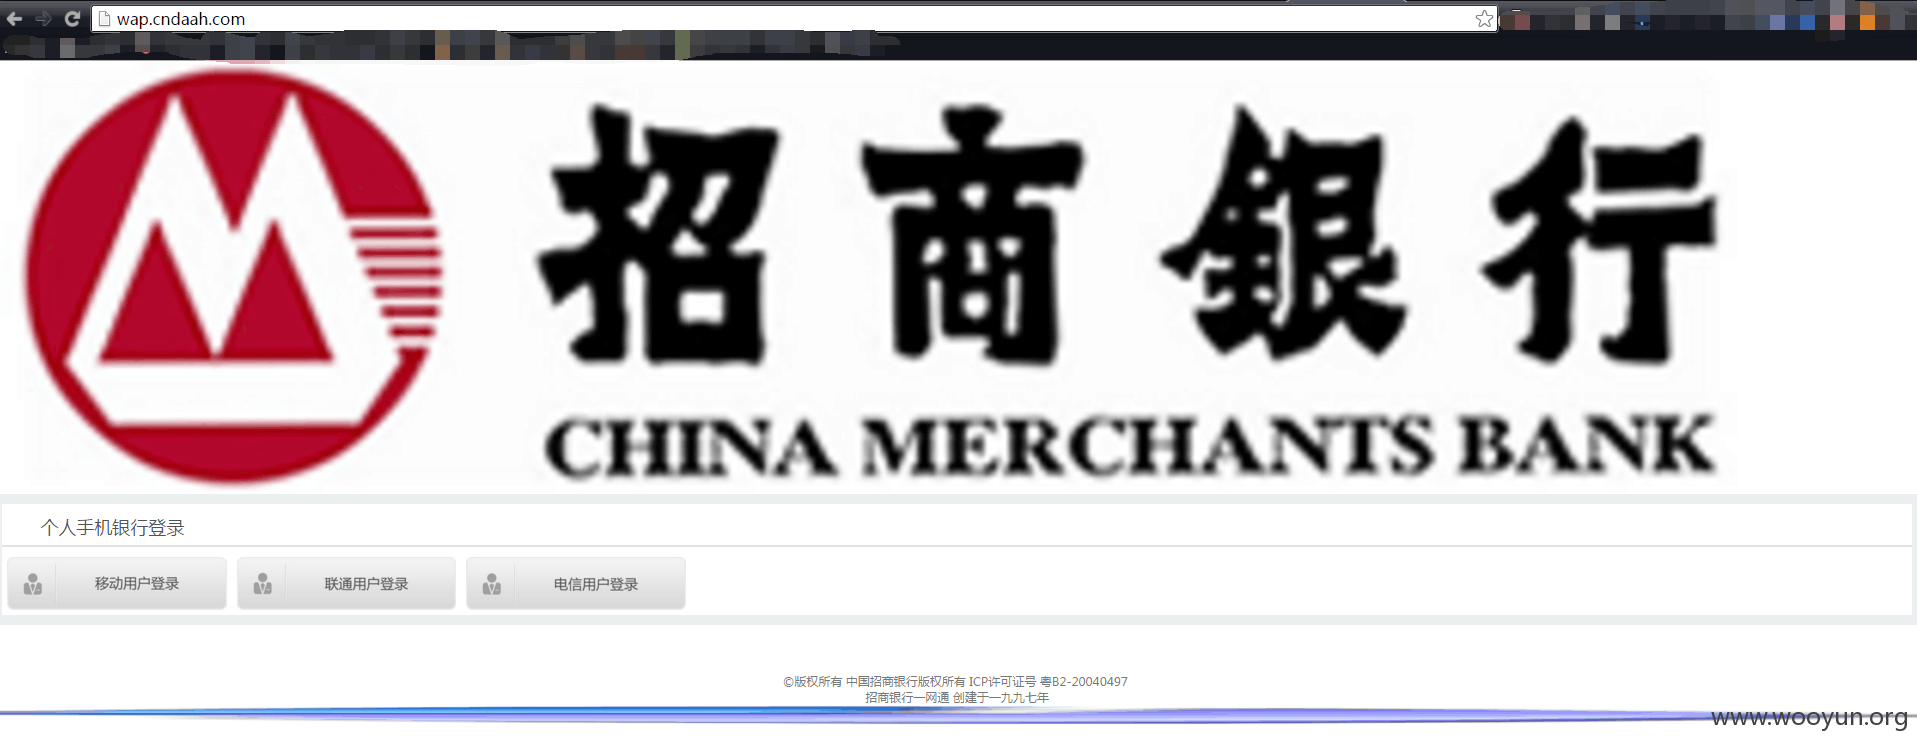 wap.cndaah.com
招商銀行
CHINA MERCHANTS BANK
个人手机银行登录
移动用户登录 联通用户登录 电信用户登录
©版权所有 中国招商银行版权所有 ICP许可证号 粤B2-20040497
招商银行一网通 创建于一九九七年
www.wooyun.org